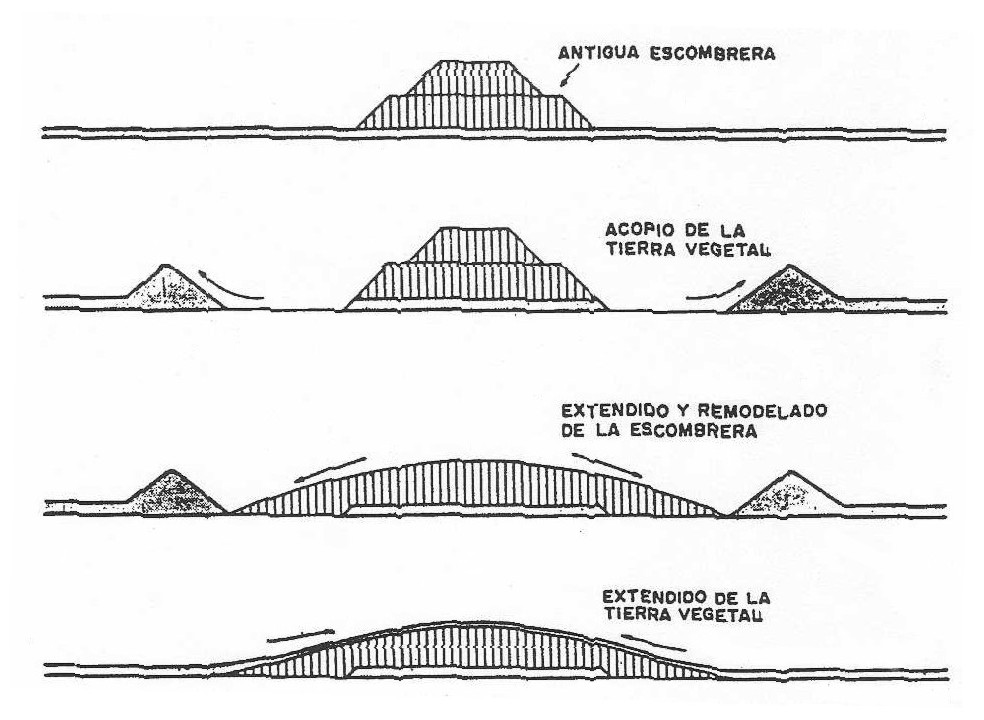 ANTIGUA ESCOMBRERA
ACOPIO DE LA
TIERRA VEGETAL
EXTENDIDO Y REMODELADO
DE LA ESCOMBRERA
EXTENDIDO DE LA
TIERRA VEGETAL